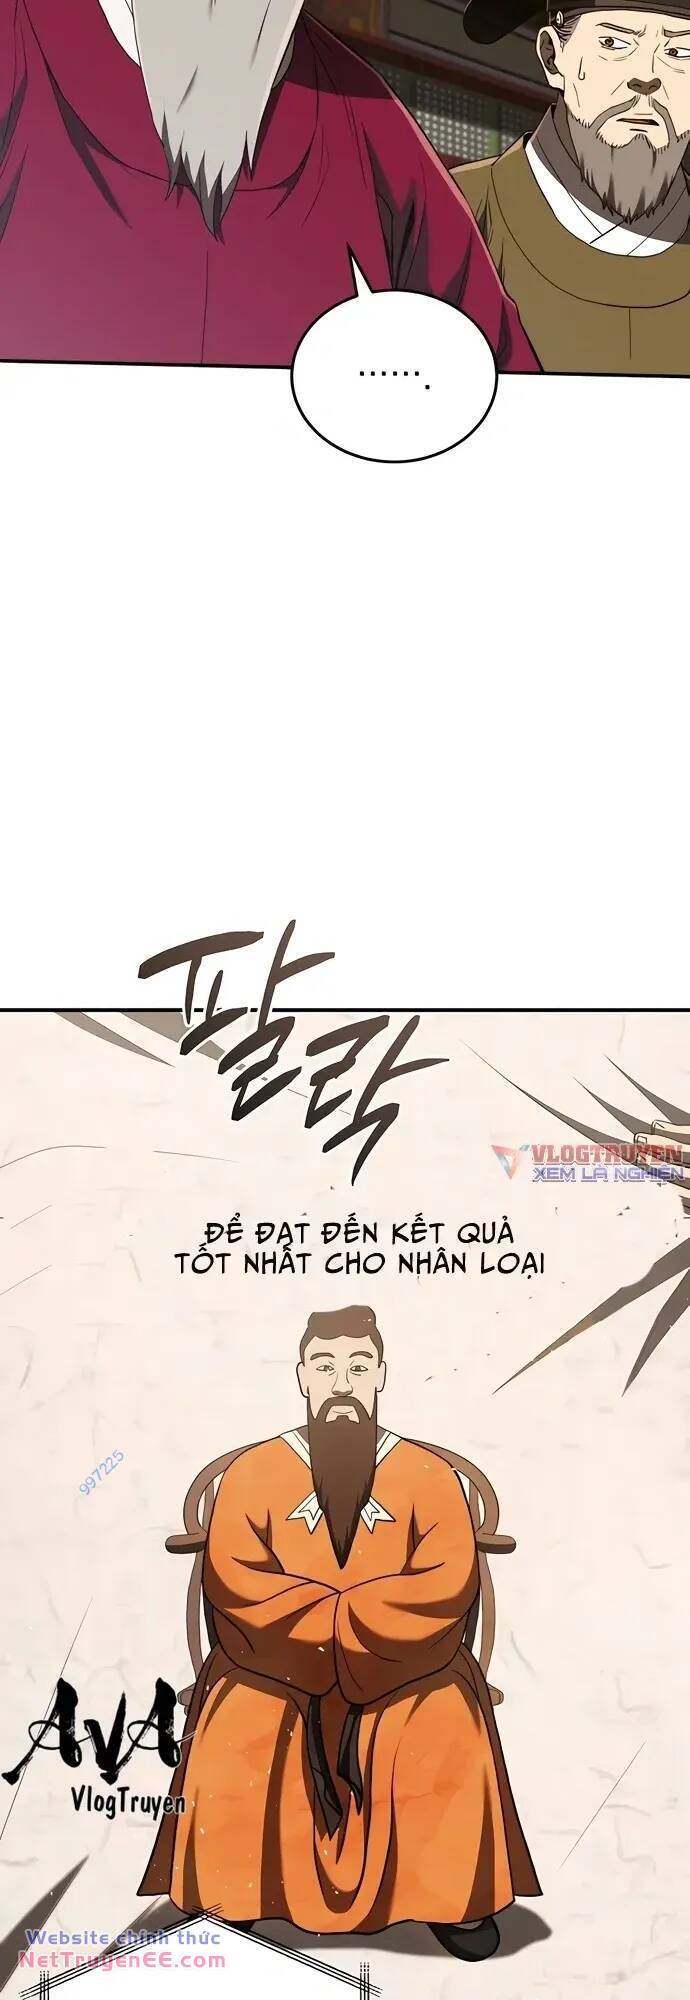 .......
팔락
VLOGTRUYEN
XEM LÀ NGHIỀN
ĐỂ ĐẠT ĐẾN KẾT QUẢ
TỐT NHẤT CHO NHÂN LOẠI
997225
AVA
VlogTruyen
Website chính thức
NetTruyenEE.com